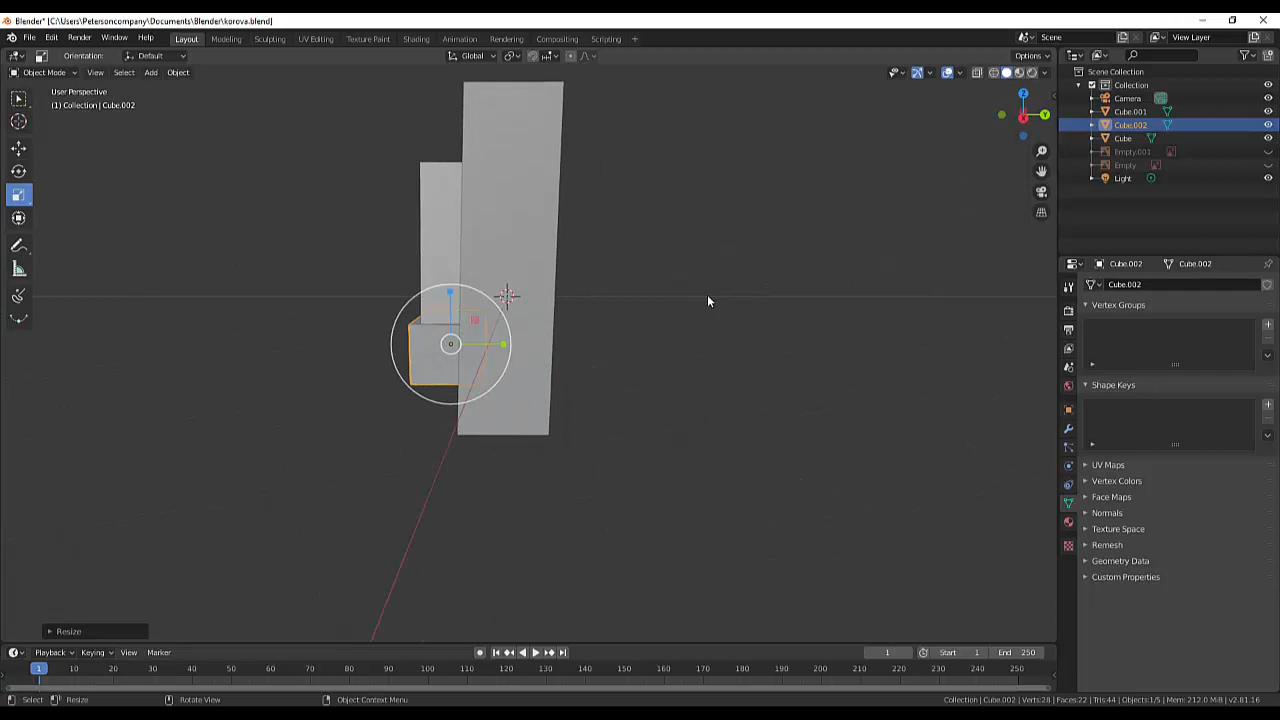 Blender* [C:\Users\Petersoncompany\Documents\Blender\korova.blend]
File Edit Render Window Help Layout Modeling Sculpting UV Editing Texture Paint Shading Animation Rendering Compositing Scripting + Scene View Layer
Orientation: Default Global Options
Object Mode View Select Add Object
User Perspective
(1) Collection | Cube.002
Z
Y
X
Scene Collection
Collection
Camera
Cube.001
Cube.002
Cube
Empty.001
Empty
Light
Cube.002 Cube.002
Cube.002
Vertex Groups
Shape Keys
UV Maps
Vertex Colors
Face Maps
Normals
Texture Space
Remesh
Geometry Data
Custom Properties
Resize
Playback Keying View Marker 1 Start 1 End 250
1 10 20 30 40 50 60 70 80 90 100 110 120 130 140 150 160 170 180 190 200 210 220 230 240 250
Select Resize Rotate View Object Context Menu Collection | Cube.002 | Verts:28 | Faces:22 | Tris:44 | Objects:1/5 | Mem: 212.0 MiB | v2.81.16